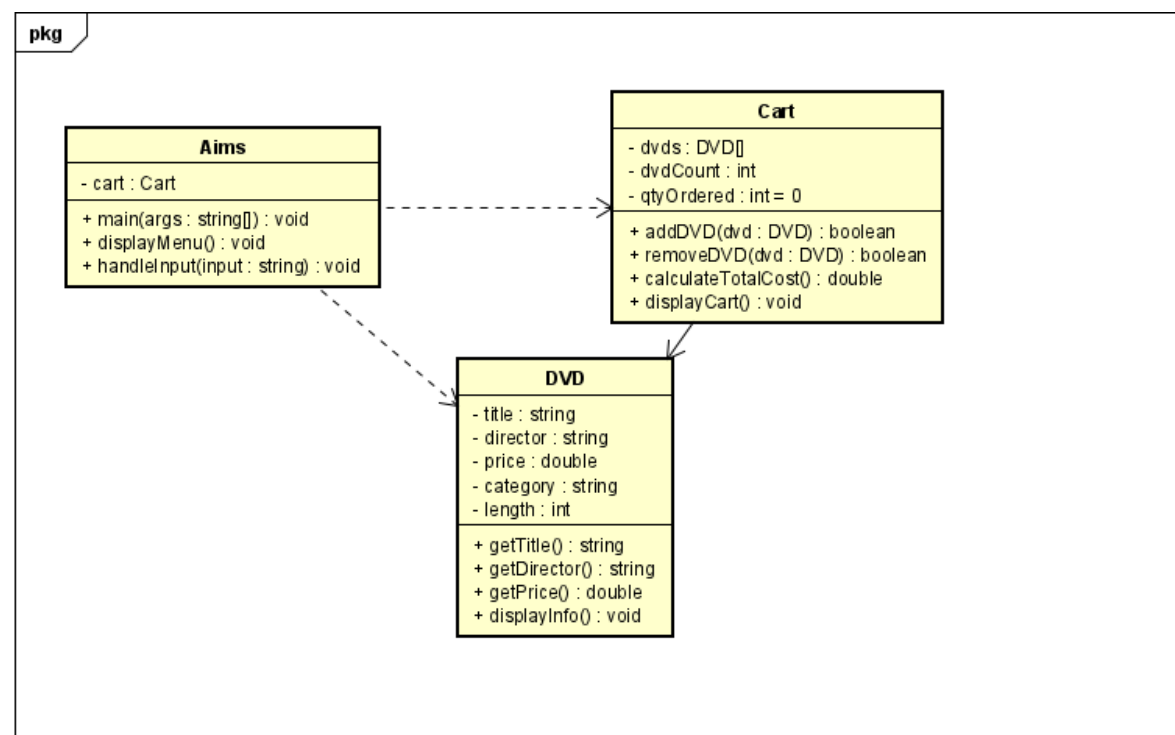 pkg
Aims
- cart : Cart
+ main(args : string[]) : void
+ displayMenu() : void
+ handleInput(input : string) : void
Cart
- dvds : DVD[]
- dvdCount : int
- qtyOrdered : int = 0
+ addDVD(dvd : DVD) : boolean
+ removeDVD(dvd : DVD) : boolean
+ calculateTotalCost() : double
+ displayCart() : void
DVD
- title : string
- director : string
- price : double
- category : string
- length : int
+ getTitle() : string
+ getDirector() : string
+ getPrice() : double
+ displayInfo() : void